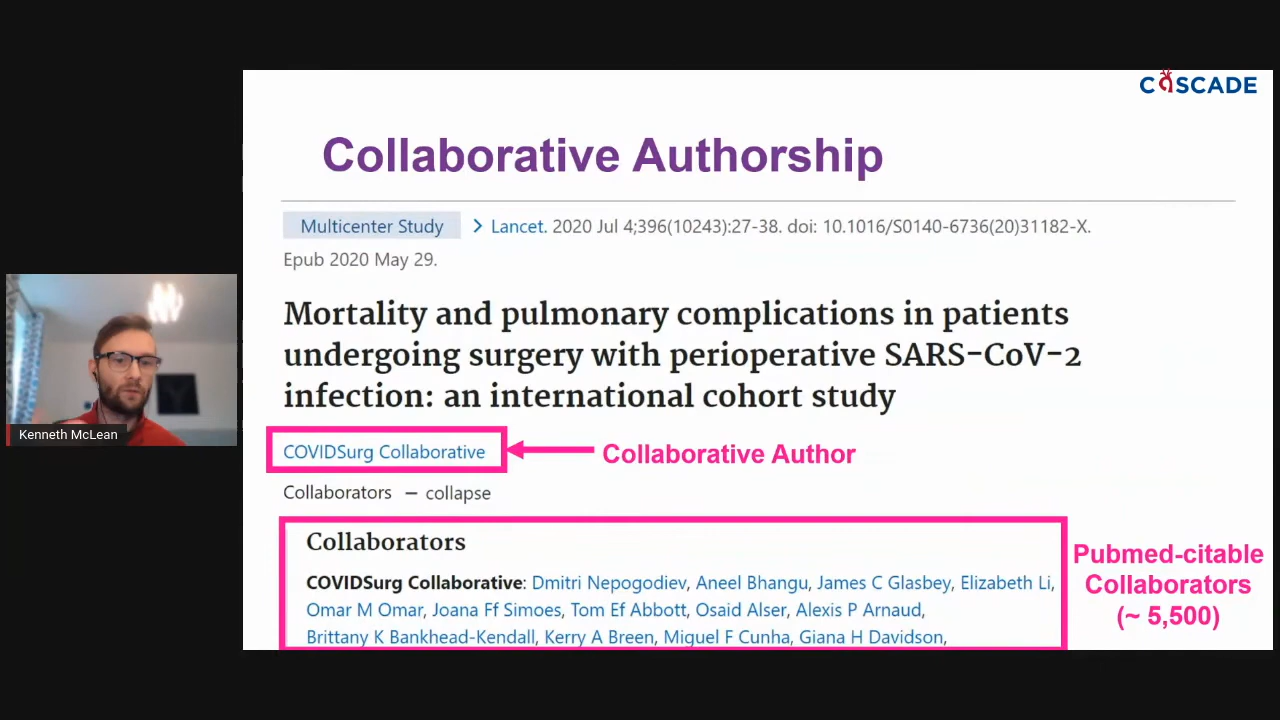 CASCADE
Collaborative Authorship
Multicenter Study > Lancet. 2020 Jul 4;396(10243):27-38. doi: 10.1016/S0140-6736(20)31182-X.
Epub 2020 May 29.
Mortality and pulmonary complications in patients
undergoing surgery with perioperative SARS-CoV-2
infection: an international cohort study
COVIDSurg Collaborative
Collaborative Author
Collaborators — collapse
Collaborators
COVIDSurg Collaborative: Dmitri Nepogodiev, Aneel Bhangu, James C Glasbey, Elizabeth Li,
Omar M Omar, Joana Ff Simoes, Tom Ef Abbott, Osaid Alser, Alexis P Arnaud,
Brittany K Bankhead-Kendall, Kerry A Breen, Miguel F Cunha, Giana H Davidson,
Pubmed-citable
Collaborators
(~ 5,500)
Kenneth McLean